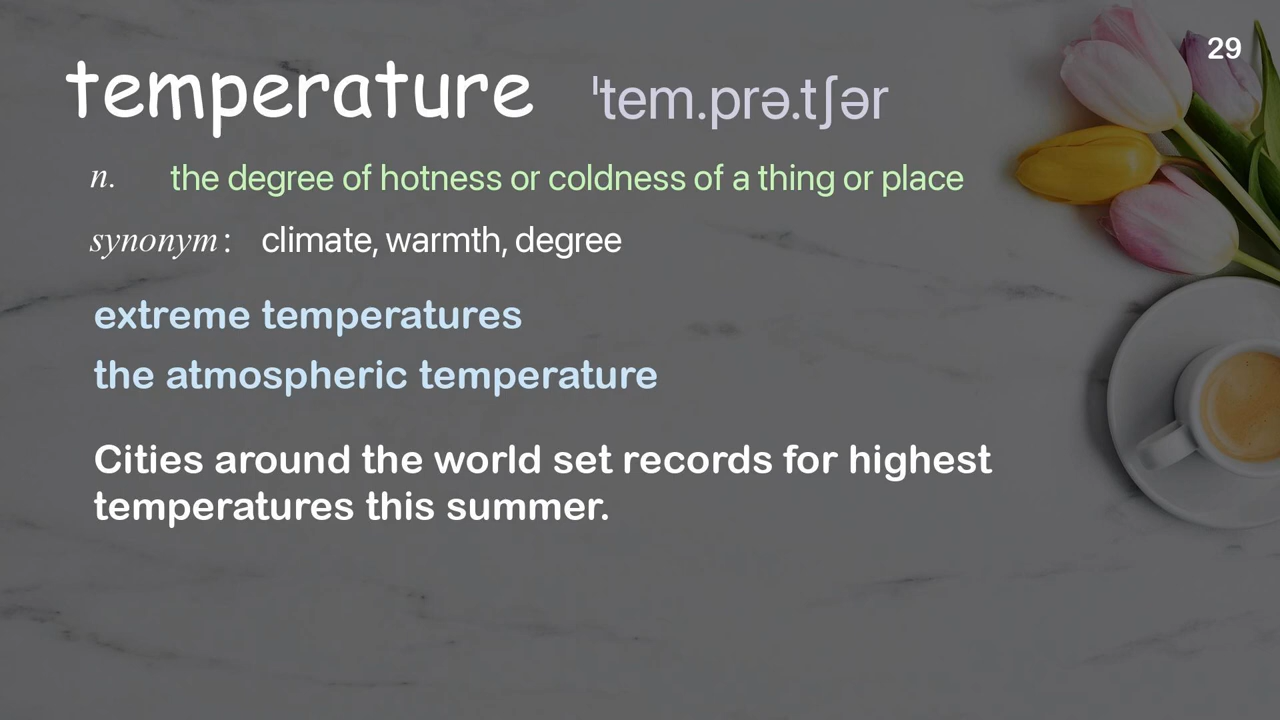 29
temperature ˈtem.prə.tʃər
n. the degree of hotness or coldness of a thing or place
synonym: climate, warmth, degree
extreme temperatures
the atmospheric temperature
Cities around the world set records for highest
temperatures this summer.